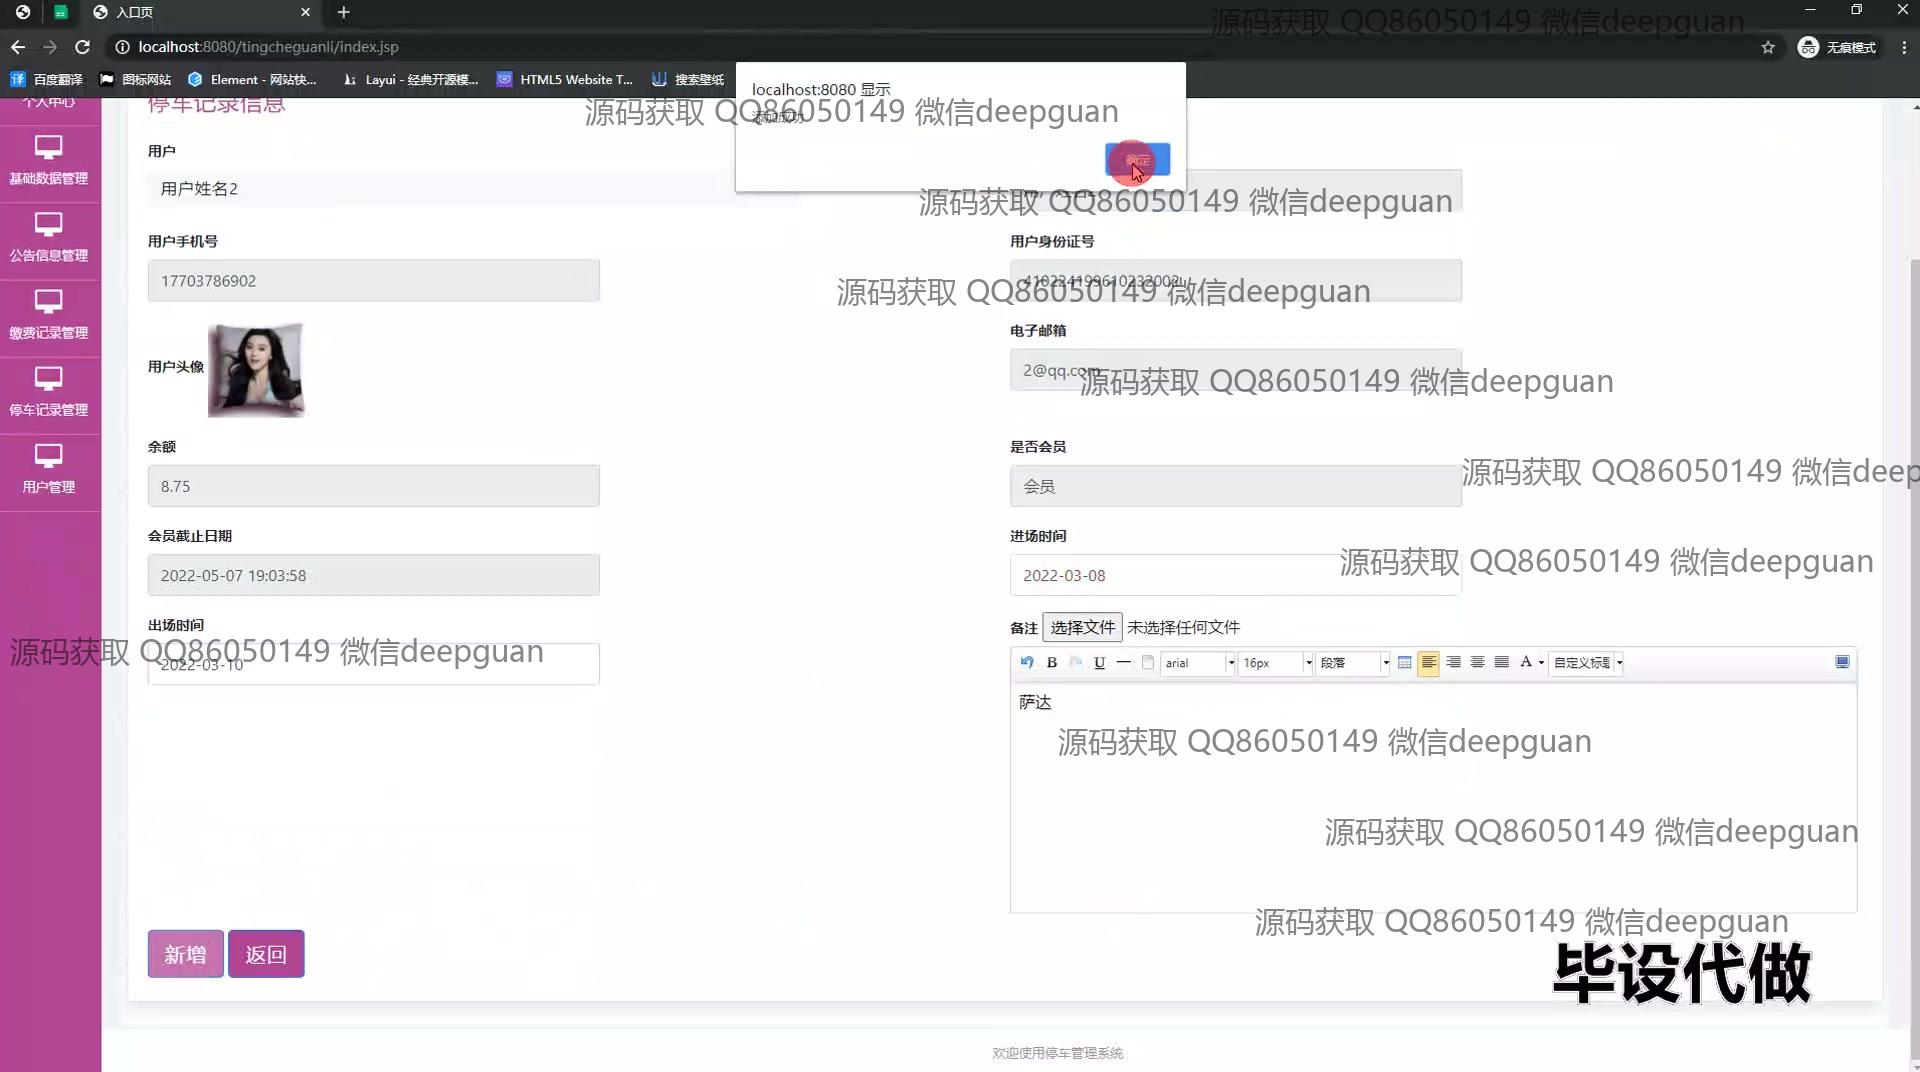 入口页
源码获取 QQ86050149 微信deepguan
localhost:8080/tingcheguanli/index.jsp
无痕模式
百度翻译
图标网站
Element - 网站快...
Layui - 经典开源模...
HTML5 Website T...
搜索壁纸
localhost:8080 显示
添加成功
确定
源码获取 QQ86050149 微信deepguan
个人中心
停车记录信息
用户
基础数据管理
用户姓名2
源码获取 QQ86050149 微信deepguan
公告信息管理
用户手机号
用户身份证号
17703786902
410224199610232002
源码获取 QQ86050149 微信deepguan
缴费记录管理
电子邮箱
用户头像
2@qq.com
源码获取 QQ86050149 微信deepguan
停车记录管理
余额
是否会员
源码获取 QQ86050149 微信deep
用户管理
8.75
会员
会员截止日期
进场时间
源码获取 QQ86050149 微信deepguan
2022-05-07 19:03:58
2022-03-08
出场时间
备注
选择文件
未选择任何文件
源码获取 QQ86050149 微信deepguan
2022-03-10
B
U
arial
16px
段落
A
自定义标题
萨达
源码获取 QQ86050149 微信deepguan
源码获取 QQ86050149 微信deepguan
源码获取 QQ86050149 微信deepguan
新增
返回
毕设代做
欢迎使用停车管理系统